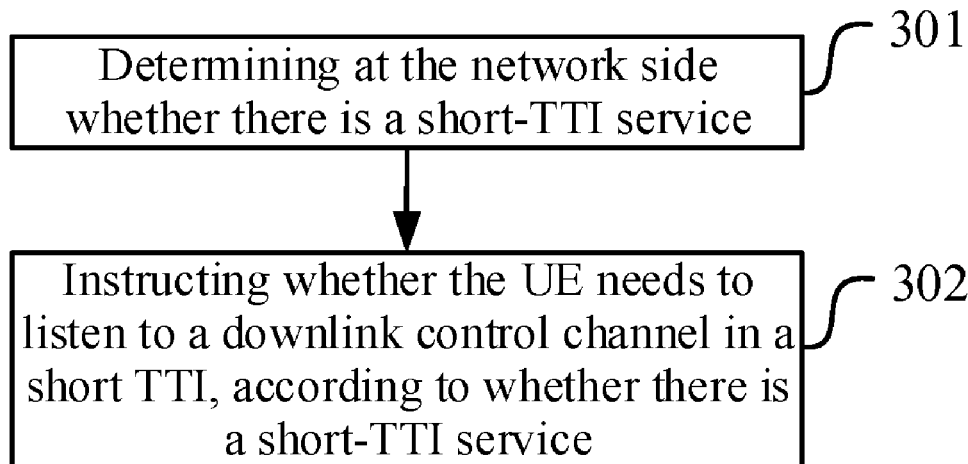 301
Determining at the network side
whether there is a short-TTI service
302
Instructing whether the UE needs to
listen to a downlink control channel in a
short TTI, according to whether there is
a short-TTI service